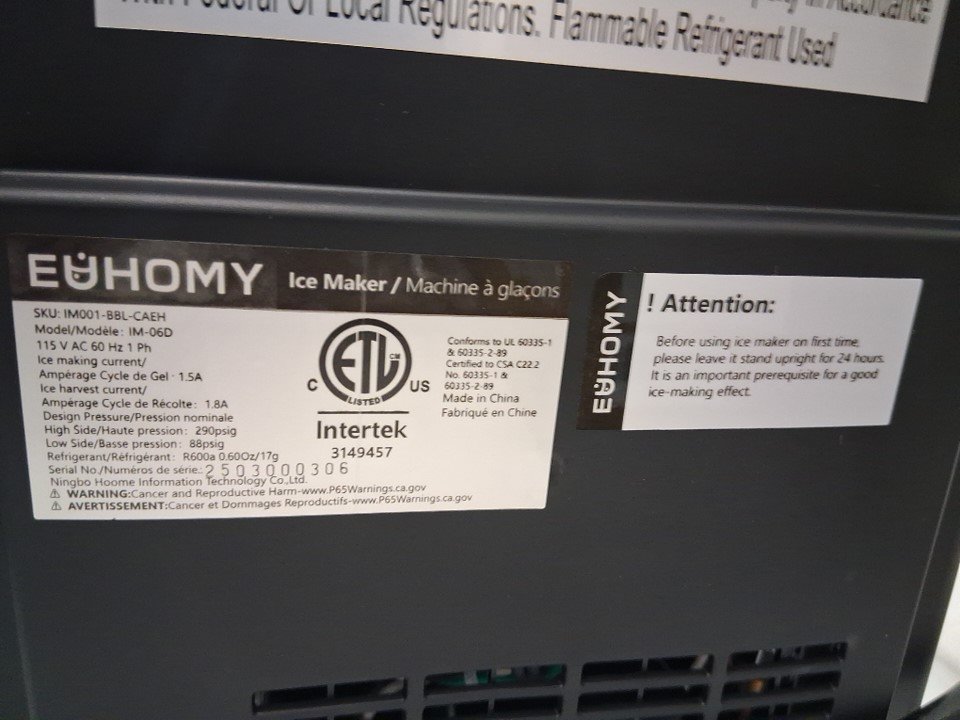 With Federal Or Local Regulations. Flammable Refrigerant Used
EUHOMY Ice Maker / Machine à glaçons
SKU: IM001-BBL-CAEH
Model/Modèle: IM-06D
115 V AC 60 Hz 1 Ph
Ice making current/
Ampérage Cycle de Gel · 1.5A
Ice harvest current/
Ampérage Cycle de Récolte: 1.8A
Design Pressure/Pression nominale
High Side/Haute pression: 290psig
Low Side/Basse pression: 88psig
Refrigerant/Réfrigérant: R600a 0.60Oz/17g
Serial No./Numéros de série.: 2503000306
Ningbo Hoome Information Technology Co.,Ltd.
⚠ WARNING:Cancer and Reproductive Harm-www.P65Warnings.ca.gov
⚠ AVERTISSEMENT:Cancer et Dommages Reproductifs-www.P65Warnings.ca.gov
C ETL CM US
LISTED
Intertek
3149457
Conforms to UL 60335-1
& 60335-2-89
Certified to CSA C22.2
No. 60335-1 &
60335-2-89
Made in China
Fabriqué en Chine
EUHOMY
! Attention:
Before using ice maker on first time,
please leave it stand upright for 24 hours.
It is an important prerequisite for a good
ice-making effect.